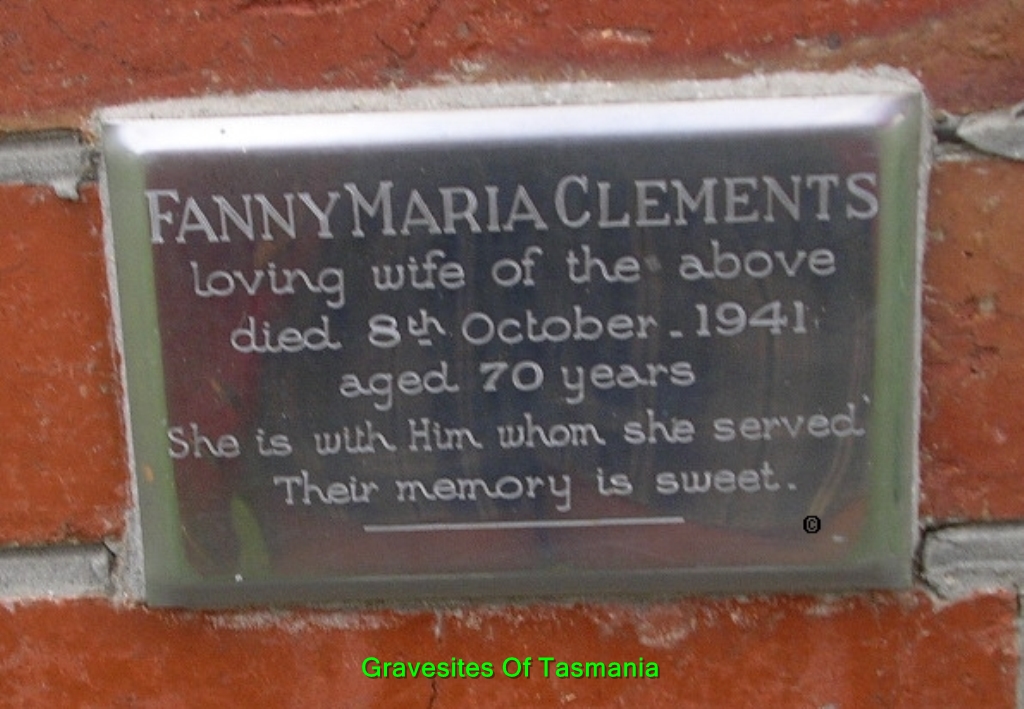 FANNY MARIA CLEMENTS
loving wife of the above
died 8th October - 1941
aged 70 years
'She is with Him whom she served'
Their memory is sweet.
©
Gravesites Of Tasmania